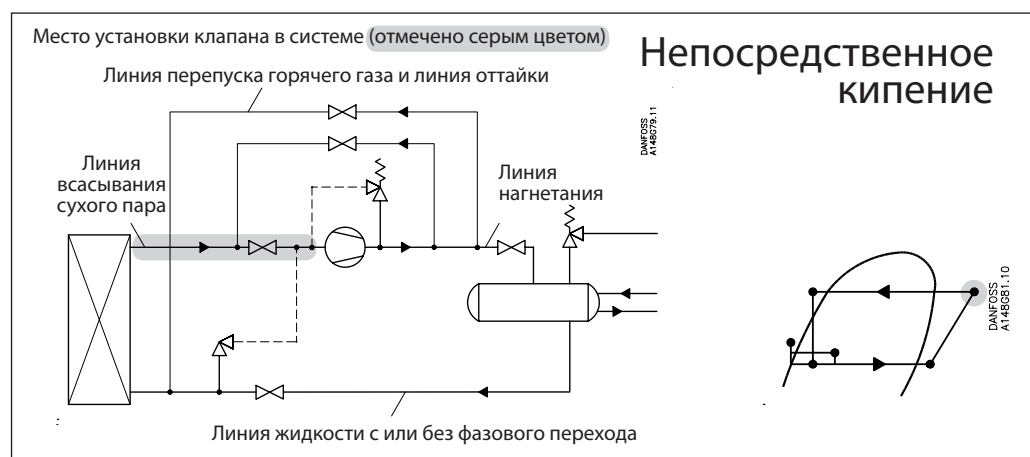 Место установки клапана в системе (отмечено серым цветом)
Непосредственное
кипение
Линия перепуска горячего газа и линия оттайки
DANFOSS
A148G79.11
Линия
всасывания
сухого пара
Линия
нагнетания
DANFOSS
A148G81.10
Линия жидкости с или без фазового перехода